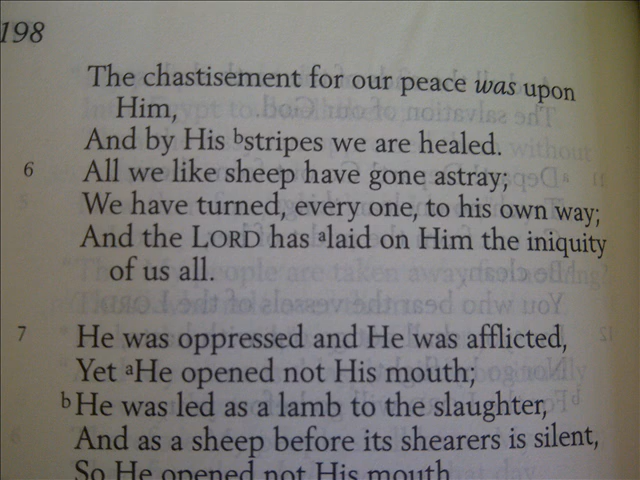 198
The chastisement for our peace was upon
Him,
And by His bstripes we are healed.
6 All we like sheep have gone astray;
We have turned, every one, to his own way;
And the LORD has alaid on Him the iniquity
of us all.
7 He was oppressed and He was afflicted,
Yet aHe opened not His mouth;
bHe was led as a lamb to the slaughter,
And as a sheep before its shearers is silent,
So He opened not His mouth